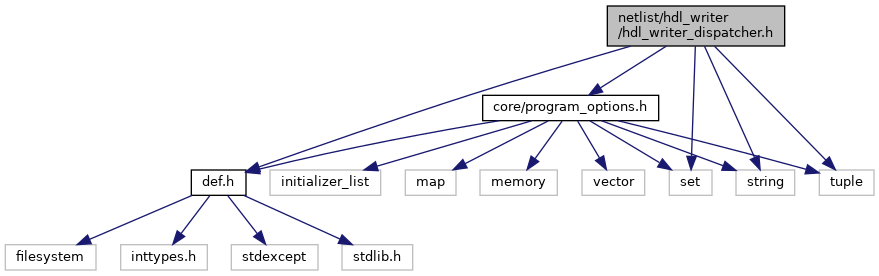 netlist/hdl_writer
/hdl_writer_dispatcher.h
core/program_options.h
def.h
initializer_list
map
memory
vector
set
string
tuple
filesystem
inttypes.h
stdexcept
stdlib.h